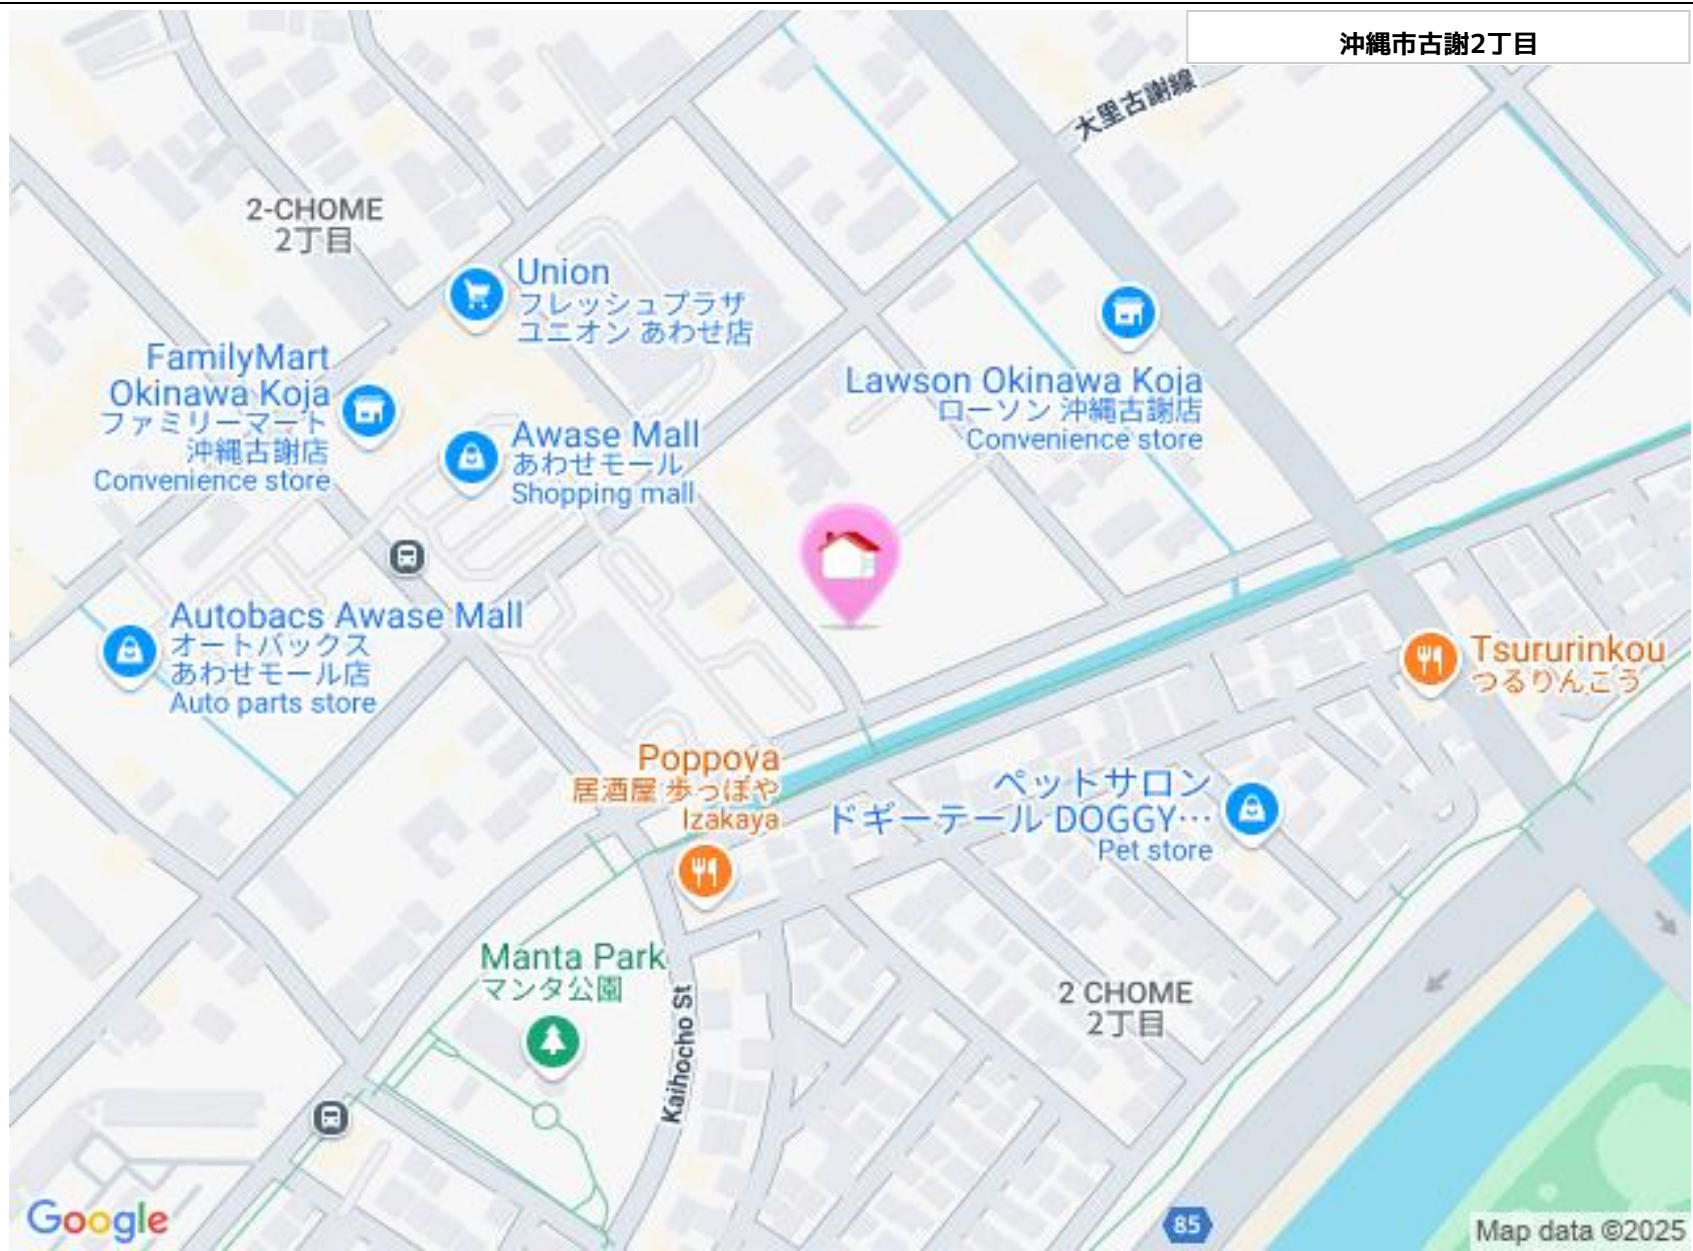 沖縄市古謝2丁目
大里古謝線
2-CHOME
2丁目
Union
フレッシュプラザ
ユニオン あわせ店
FamilyMart
Okinawa Koja
ファミリーマート
沖縄古謝店
Convenience store
Lawson Okinawa Koja
ローソン 沖縄古謝店
Convenience store
Awase Mall
あわせモール
Shopping mall
Autobacs Awase Mall
オートバックス
あわせモール店
Auto parts store
Tsururinkou
つるりんこう
Poppoya
居酒屋 歩っぽや
Izakaya
ペットサロン
ドギーテール DOGGY…
Pet store
Manta Park
マンタ公園
Kaihocho St
2 CHOME
2丁目
85
Google
Map data ©2025